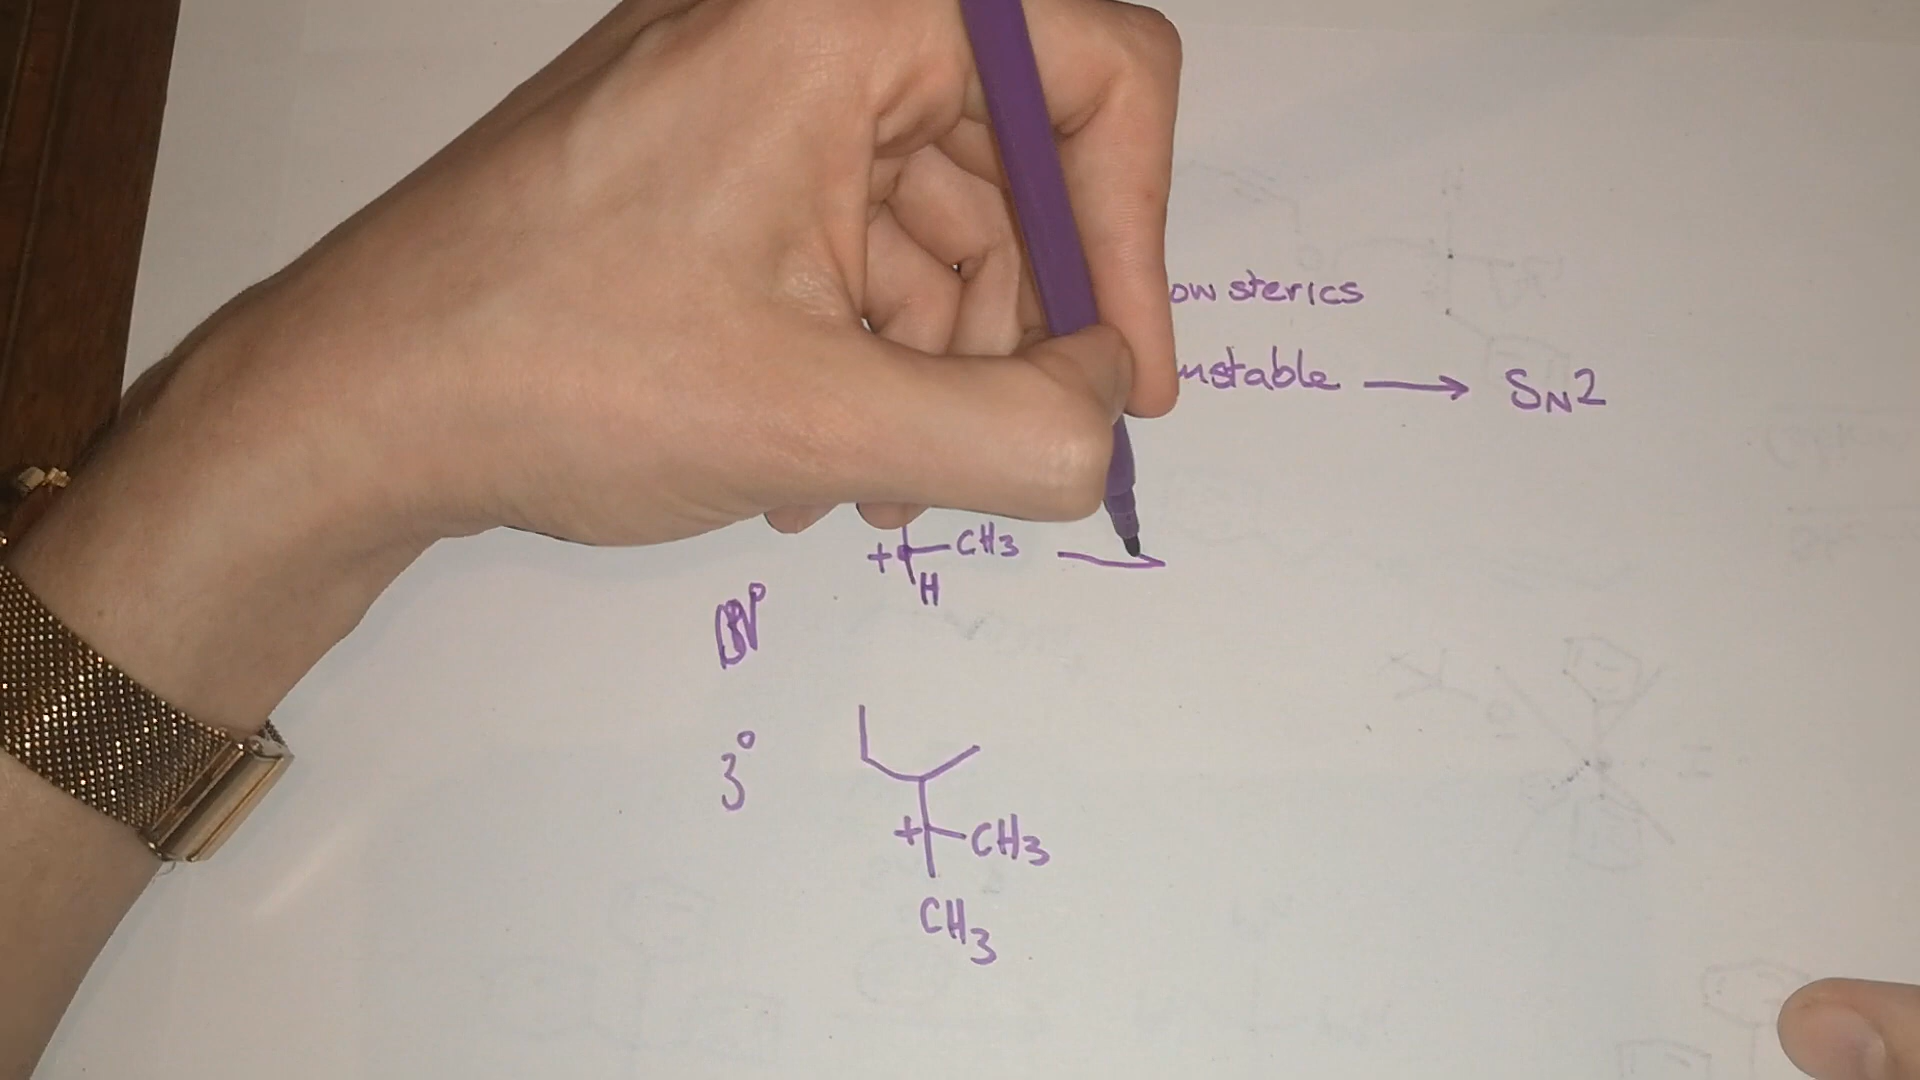 ow sterics
nstable → SN2
+ CH3
H
3°
+ CH3
CH3